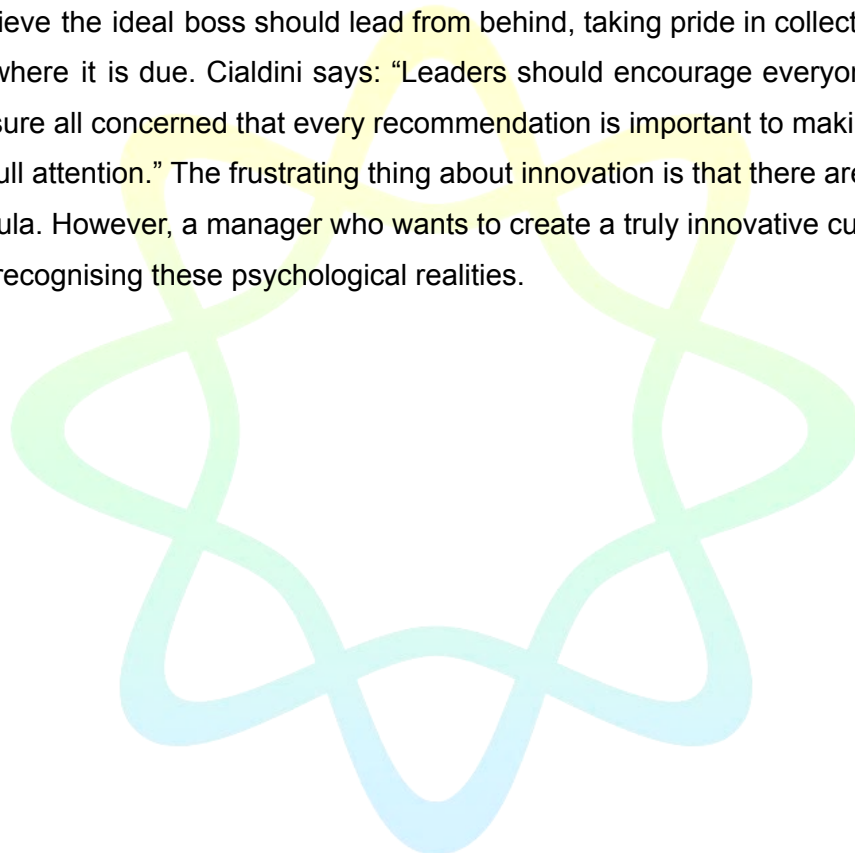 ieve the ideal boss should lead from behind, taking pride in collect
where it is due. Cialdini says: “Leaders should encourage everyor
sure all concerned that every recommendation is important to maki
ull attention.” The frustrating thing about innovation is that there are
ula. However, a manager who wants to create a truly innovative cu
recognising these psychological realities.